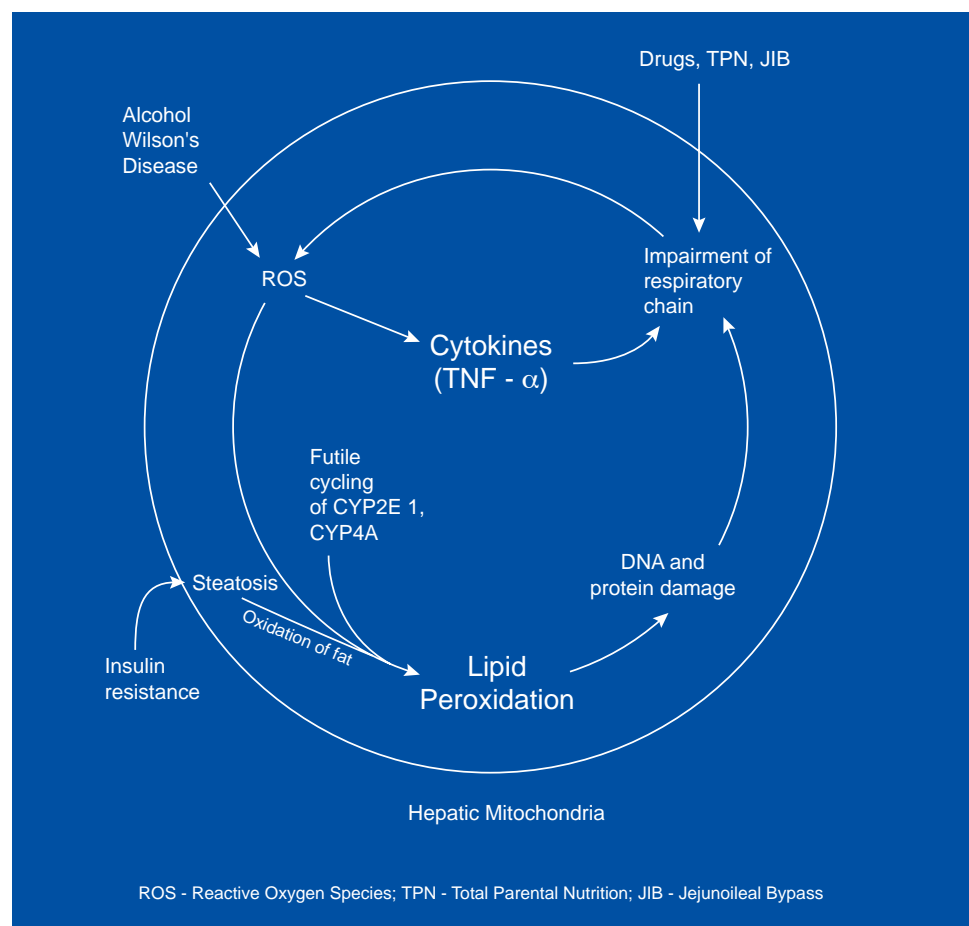 Drugs, TPN, JIB
Alcohol
Wilson's
Disease
ROS
Impairment of
respiratory
chain
Cytokines
(TNF - α)
Futile
cycling
of CYP2E 1,
CYP4A
DNA and
protein damage
Steatosis
Oxidation of fat
Insulin
resistance
Lipid
Peroxidation
Hepatic Mitochondria
ROS - Reactive Oxygen Species; TPN - Total Parental Nutrition; JIB - Jejunoileal Bypass